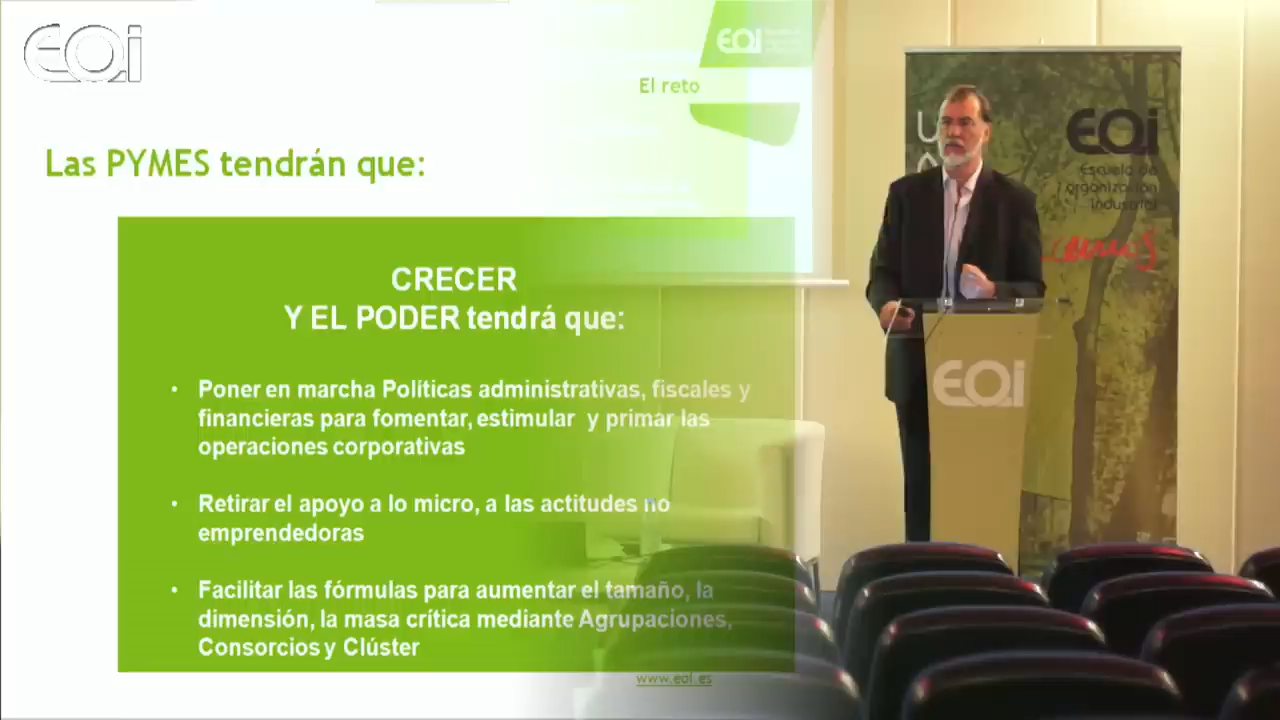 EOi
EOi
El reto
Las PYMES tendrán que:
CRECER
Y EL PODER tendrá que:
• Poner en marcha Políticas administrativas, fiscales y
financieras para fomentar, estimular y primar las
operaciones corporativas
• Retirar el apoyo a lo micro, a las actitudes no
emprendedoras
• Facilitar las fórmulas para aumentar el tamaño, la
dimensión, la masa crítica mediante Agrupaciones,
Consorcios y Clúster
www.eoi.es
EOi
Escuela de
organización
industrial
EOi